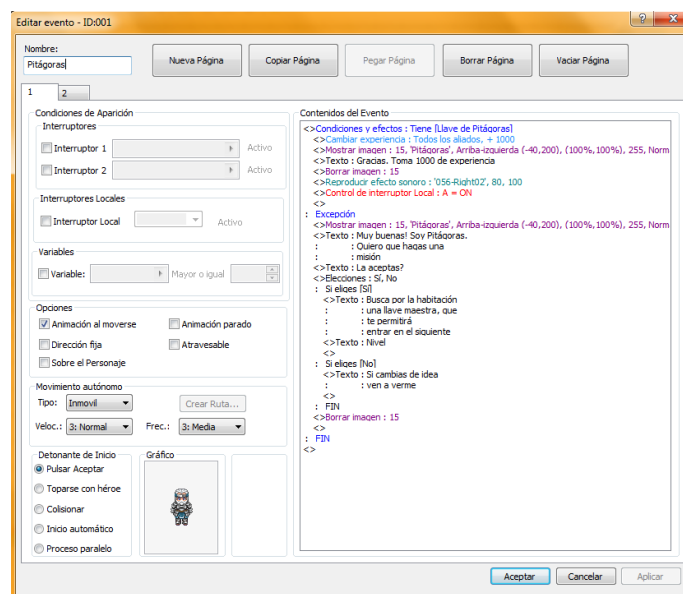 Editar evento - ID:001
Nombre:
Pitágoras
Nueva Página
Copiar Página
Pegar Página
Borrar Página
Vaciar Página
1
2
Condiciones de Aparición
Interruptores
Interruptor 1
Activo
Interruptor 2
Activo
Interruptores Locales
Interruptor Local
Activo
Variables
Variable:
Mayor o igual
Opciones
Animación al moverse
Animación parado
Dirección fija
Atravesable
Sobre el Personaje
Movimiento autónomo
Tipo: Inmovil
Crear Ruta...
Veloc.: 3: Normal
Frec.: 3: Media
Detonante de Inicio
Pulsar Aceptar
Toparse con héroe
Colisionar
Inicio automático
Proceso paralelo
Gráfico
Contenidos del Evento
<>Condiciones y efectos : Tiene [Llave de Pitágoras]
<>Cambiar experiencia : Todos los aliados, + 1000
<>Mostrar imagen : 15, 'Pitágoras', Arriba-izquierda (-40,200), (100%,100%), 255, Norm
<>Texto : Gracias. Toma 1000 de experiencia
<>Borrar imagen : 15
<>Reproducir efecto sonoro : '056-Right02', 80, 100
<>Control de interruptor Local : A = ON
<>
: Excepción
<>Mostrar imagen : 15, 'Pitágoras', Arriba-izquierda (-40,200), (100%,100%), 255, Norm
<>Texto : Muy buenas! Soy Pitágoras.
: : Quiero que hagas una
: : misión
<>Texto : La aceptas?
<>Elecciones : Sí, No
: Si eliges [Sí]
<>Texto : Busca por la habitación
: : una llave maestra, que
: : te permitirá
: : entrar en el siguiente
<>Texto : Nivel
<>
: Si eliges [No]
<>Texto : Si cambias de idea
: : ven a verme
<>
: FIN
<>Borrar imagen : 15
<>
: FIN
<>
Aceptar
Cancelar
Aplicar